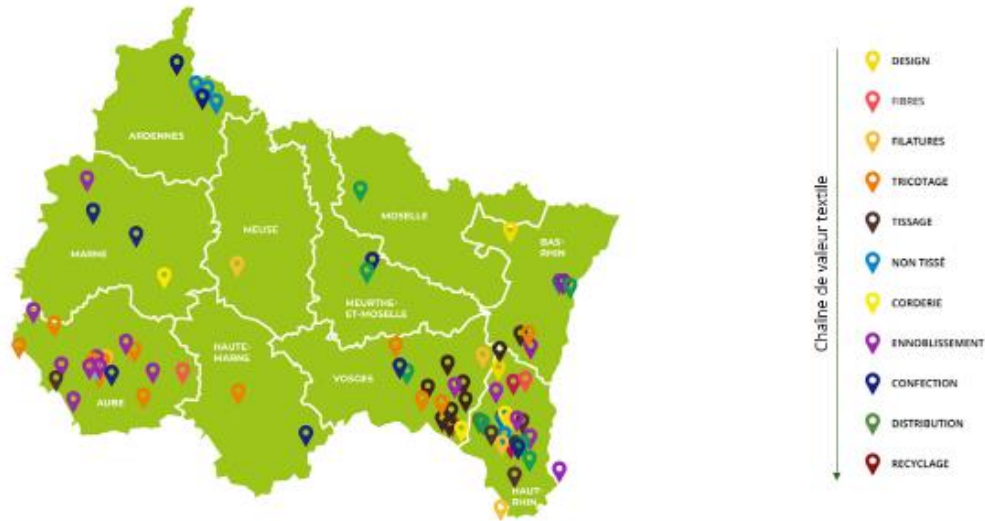 ARDENNES
MARNE
MEUSE
MOSELLE
BAS-
RHIN
MEURTHE-
ET-MOSELLE
HAUTE-
MARNE
VOSGES
AUBE
HAUT-
RHIN
Chaîne de valeur textile
DESIGN
FIBRES
FILATURES
TRICOTAGE
TISSAGE
NON TISSÉ
CORDERIE
ENNOBLISSEMENT
CONFECTION
DISTRIBUTION
RECYCLAGE